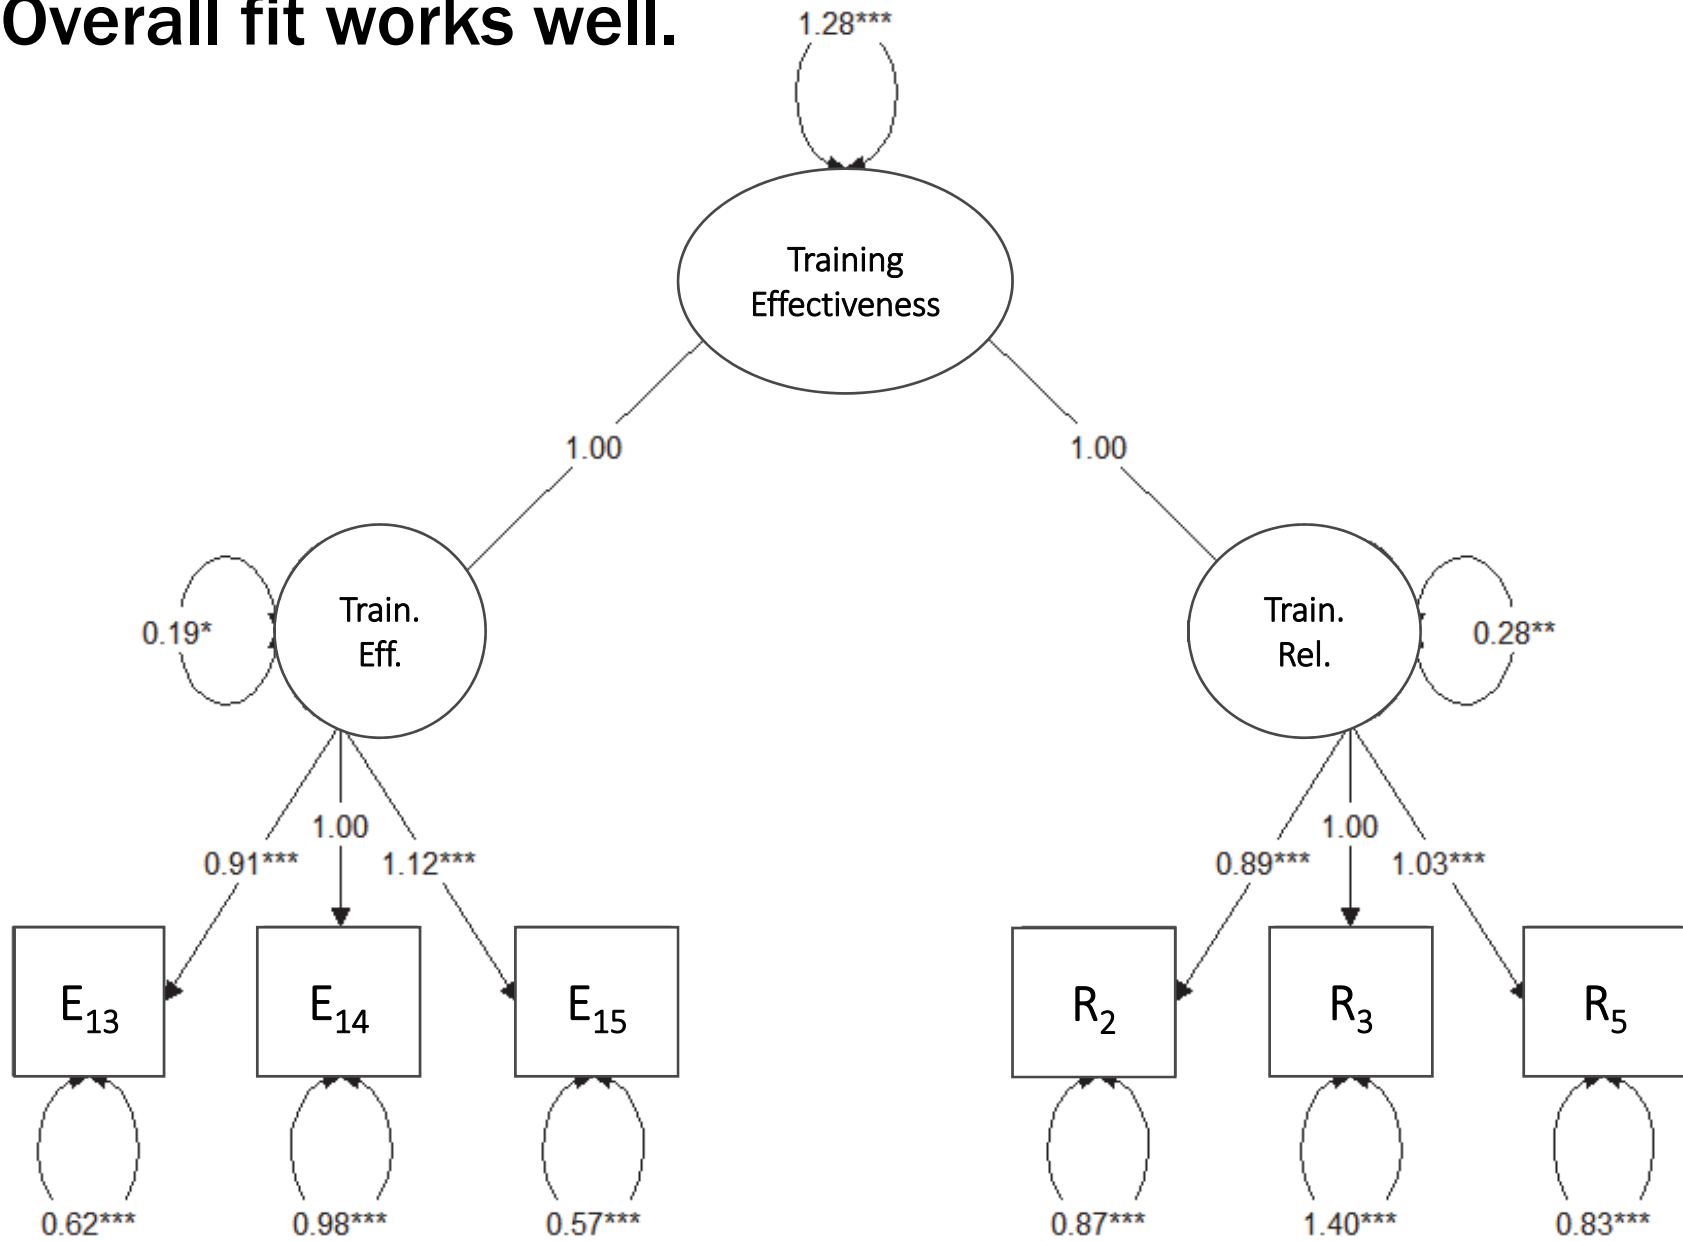 Overall fit works well.
1.28***
Training
Effectiveness
1.00
1.00
Train.
Eff.
0.19*
Train.
Rel.
0.28**
0.91***
1.00
1.12***
0.89***
1.00
1.03***
E13
E14
E15
R2
R3
R5
0.62***
0.98***
0.57***
0.87***
1.40***
0.83***